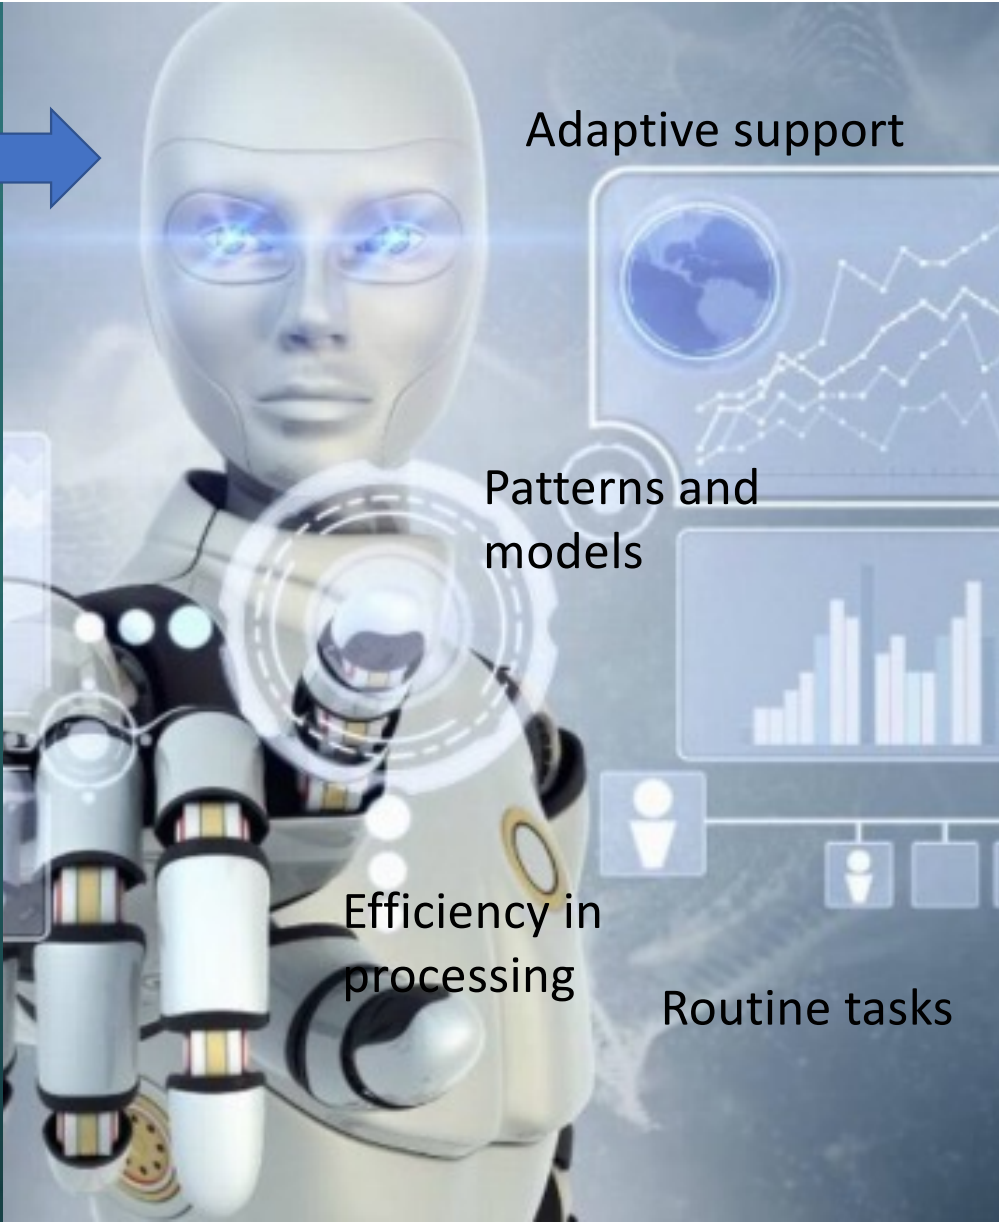 Adaptive support
Patterns and
models
Efficiency in
processing
Routine tasks